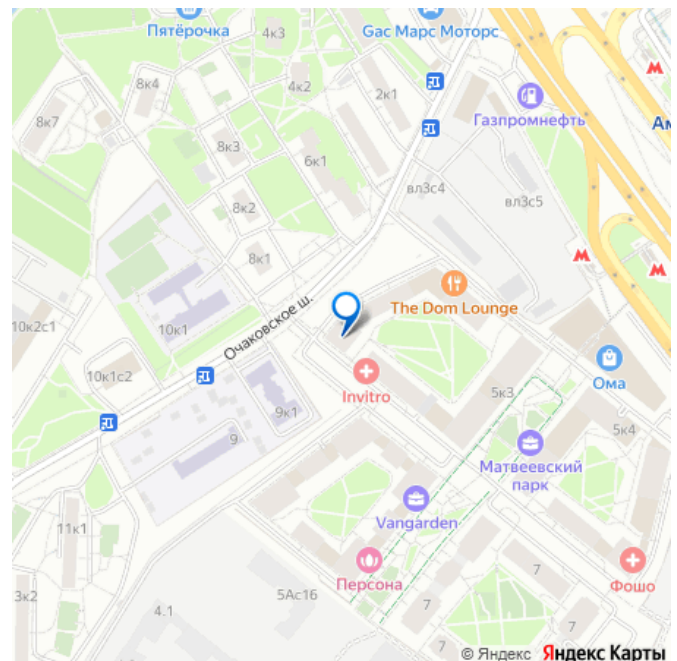 Пятёрочка
4к3
Gac Марс Моторс
М
8к4
4к2
2к1
Газпромнефть
Ам
8к7
8к3
6к1
вл3с4
вл3с5
8к2
8к1
М
М
The Dom Lounge
10к2с1
10к1
Очаковское ш.
Ома
10к1с2
Invitro
5к3
9к1
5к4
9
Матвеевский
парк
Vangarden
11к1
Персона
7
Фошо
3к2
5Ас16
7
7
4.1
© Яндекс Яндекс Карты